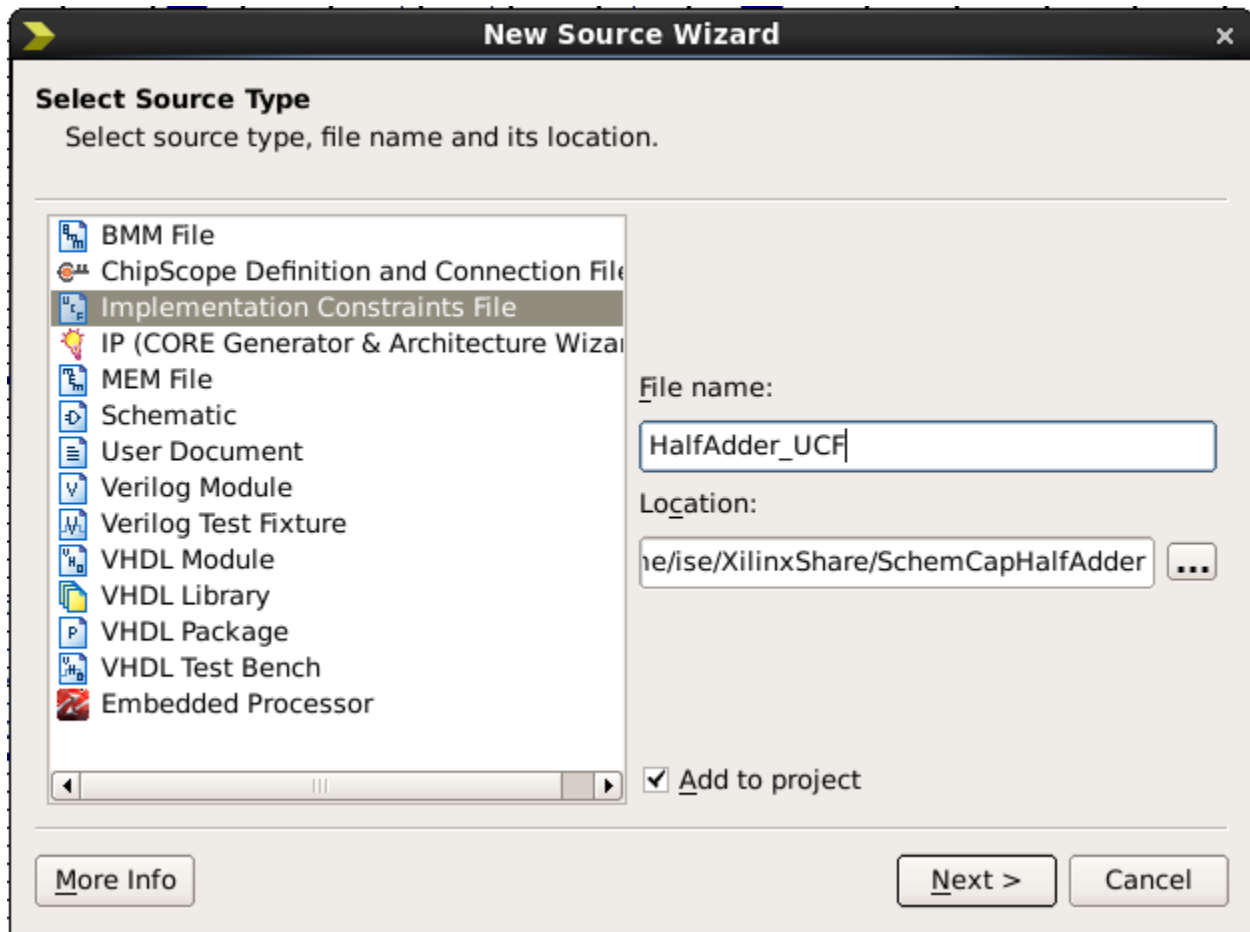 New Source Wizard
Select Source Type
Select source type, file name and its location.
BMM File
ChipScope Definition and Connection File
Implementation Constraints File
IP (CORE Generator & Architecture Wizar
MEM File
Schematic
User Document
Verilog Module
Verilog Test Fixture
VHDL Module
VHDL Library
VHDL Package
VHDL Test Bench
Embedded Processor
File name:
HalfAdder_UCF
Location:
ne/ise/XilinxShare/SchemCapHalfAdder
...
Add to project
More Info
Next >
Cancel